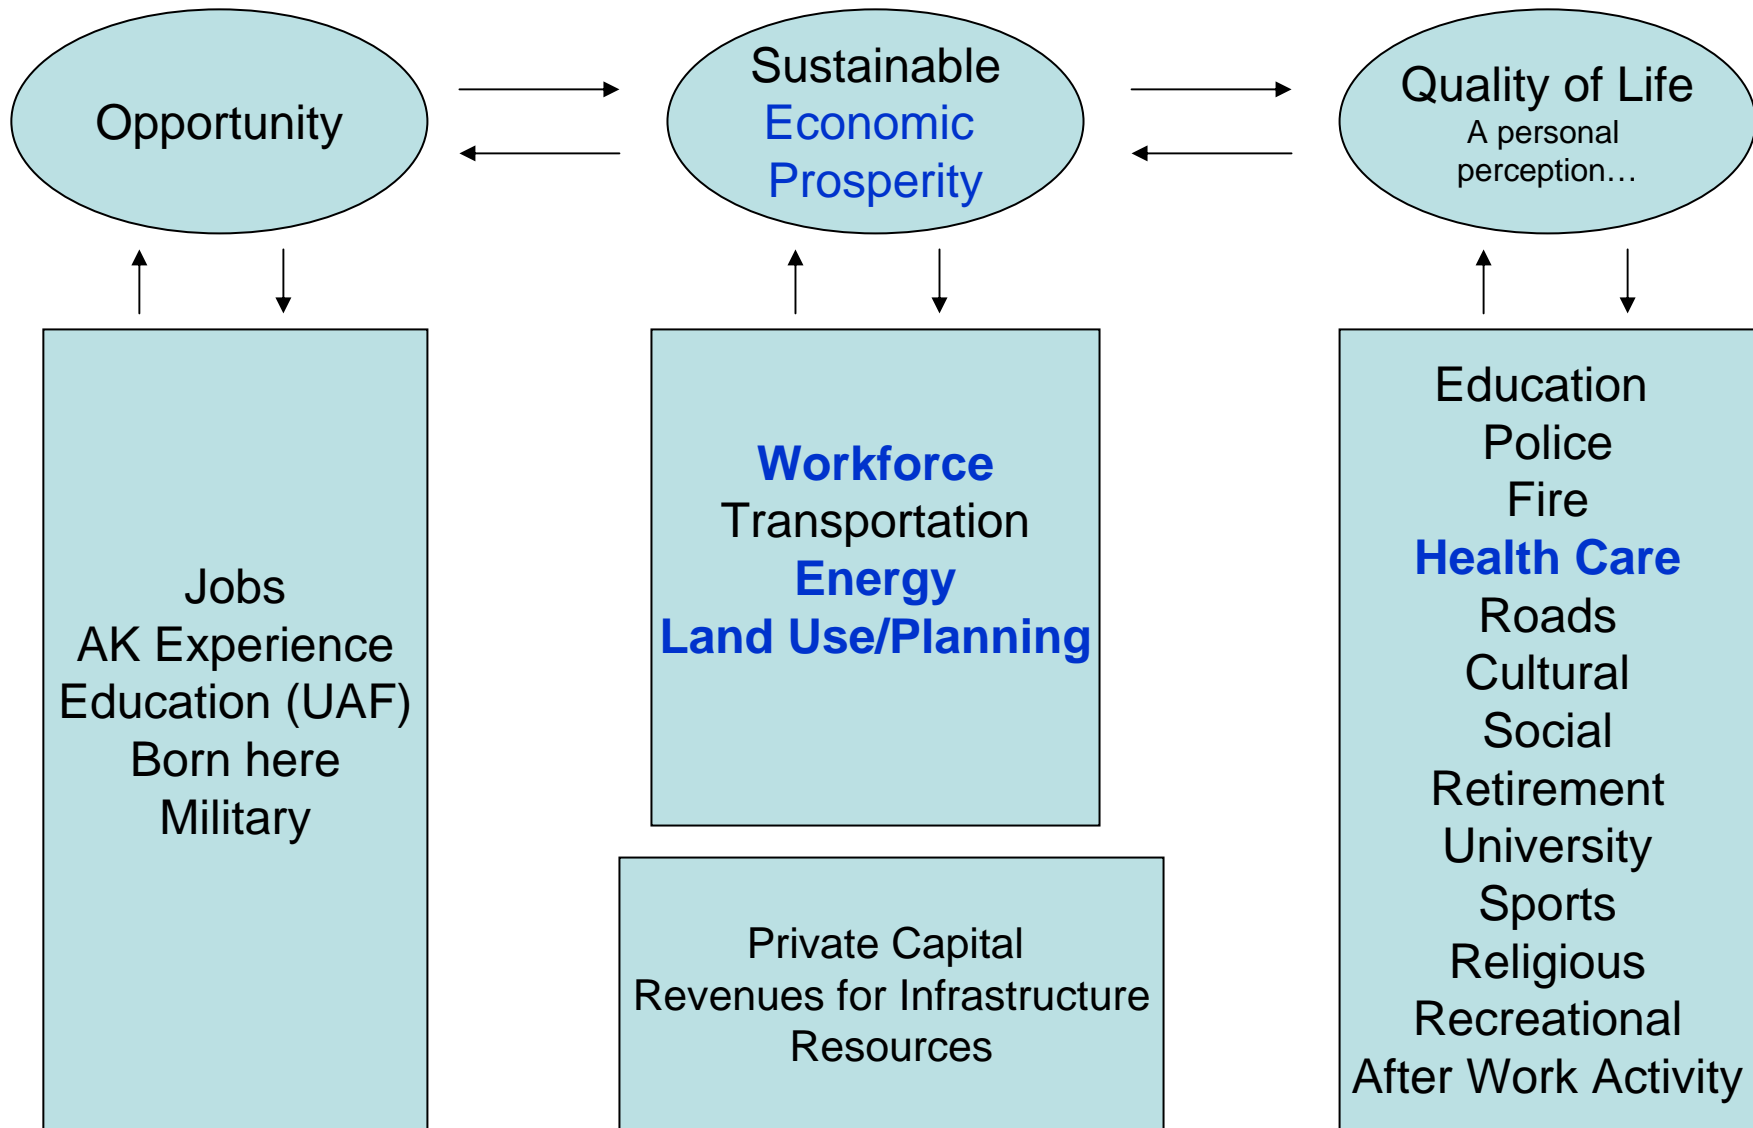 Opportunity
Sustainable
Economic
Prosperity
Quality of Life
A personal
perception…
Jobs
AK Experience
Education (UAF)
Born here
Military
Workforce
Transportation
Energy
Land Use/Planning
Private Capital
Revenues for Infrastructure
Resources
Education
Police
Fire
Health Care
Roads
Cultural
Social
Retirement
University
Sports
Religious
Recreational
After Work Activity